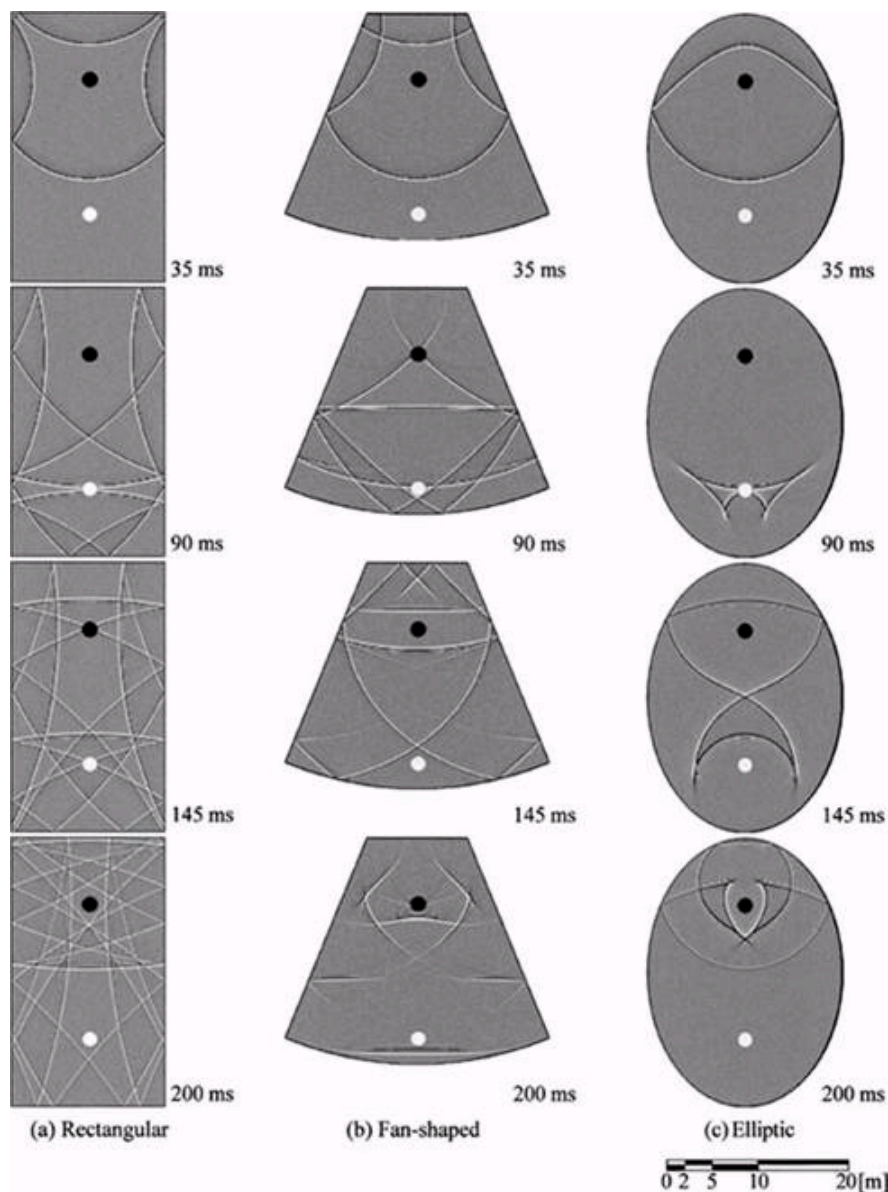 35 ms 35 ms 35 ms
90 ms 90 ms 90 ms
145 ms 145 ms 145 ms
200 ms 200 ms 200 ms
(a) Rectangular (b) Fan-shaped (c) Elliptic
0 2 5 10 20[m]